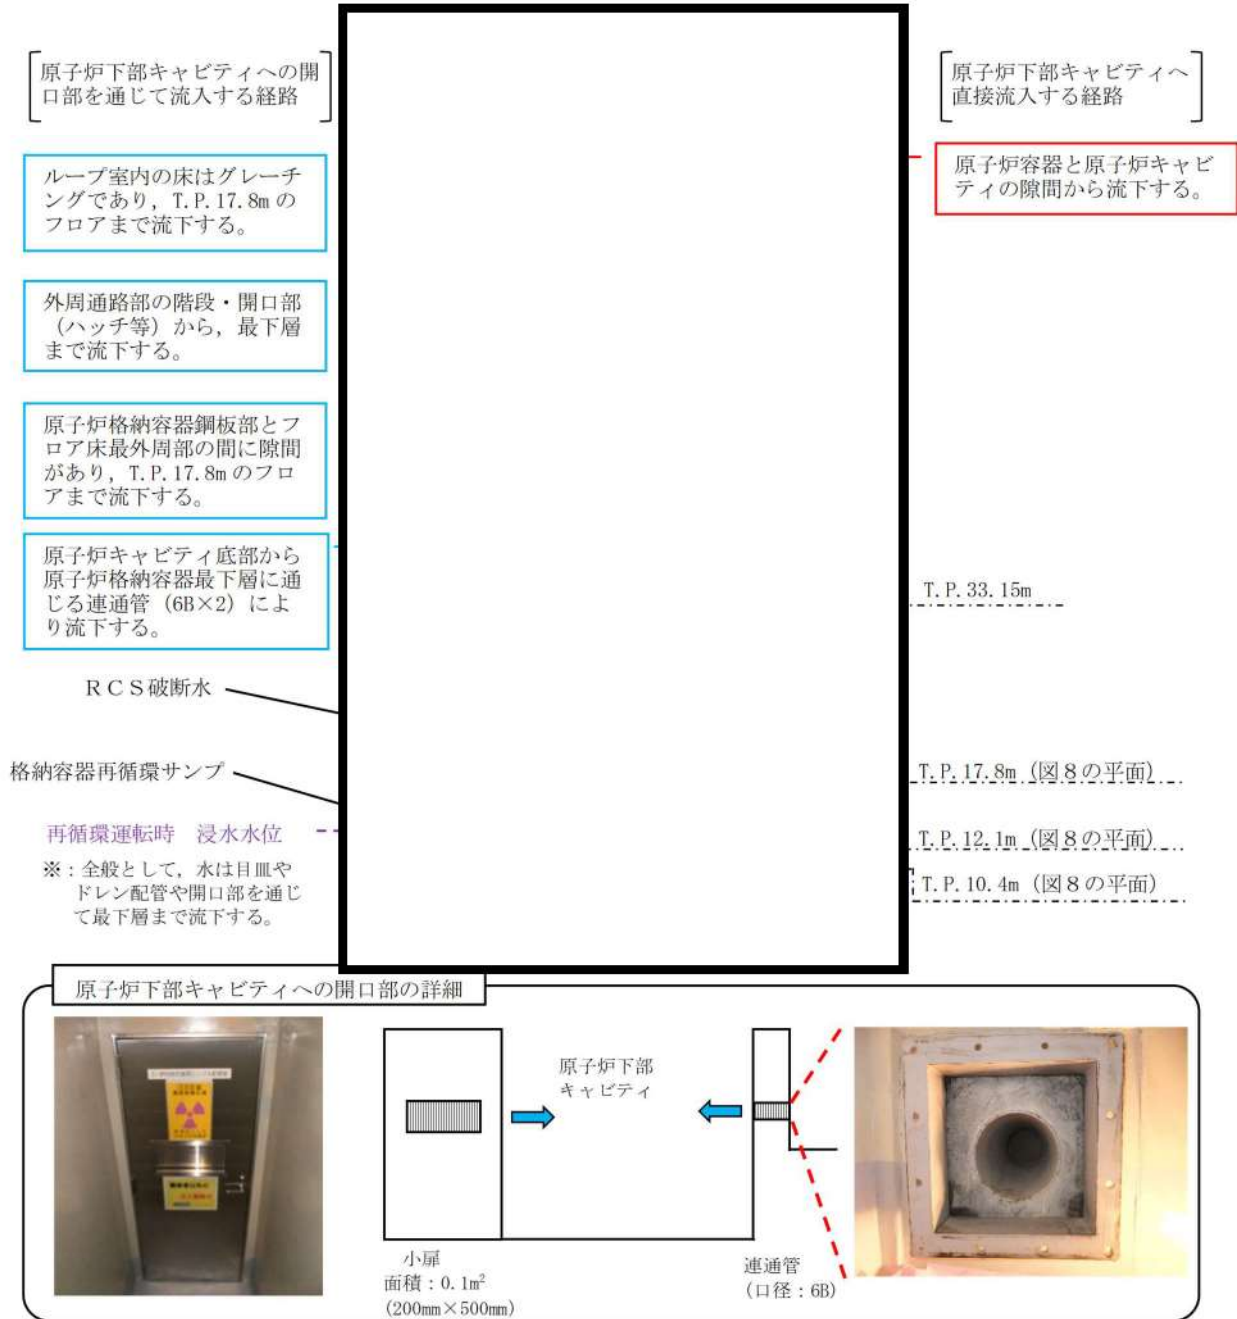 原子炉下部キャビティへの開
口部を通じて流入する経路
ループ室内の床はグレーチ
ングであり，T.P.17.8mの
フロアまで流下する。
外周通路部の階段・開口部
（ハッチ等）から，最下層
まで流下する。
原子炉格納容器鋼板部とフ
ロア床最外周部の間に隙間
があり，T.P.17.8mのフロ
アまで流下する。
原子炉キャビティ底部から
原子炉格納容器最下層に通
じる連通管（6B×2）によ
り流下する。
ＲＣＳ破断水
格納容器再循環サンプ
再循環運転時　浸水水位
※：全般として，水は目皿や
ドレン配管や開口部を通じ
て最下層まで流下する。
原子炉下部キャビティへ
直接流入する経路
原子炉容器と原子炉キャビ
ティの隙間から流下する。
T.P.33.15m
T.P.17.8m（図８の平面）
T.P.12.1m（図８の平面）
T.P.10.4m（図８の平面）
原子炉下部キャビティへの開口部の詳細
原子炉下部
キャビティ
小扉
面積：0.1m²
(200mm×500mm)
連通管
(口径：6B)